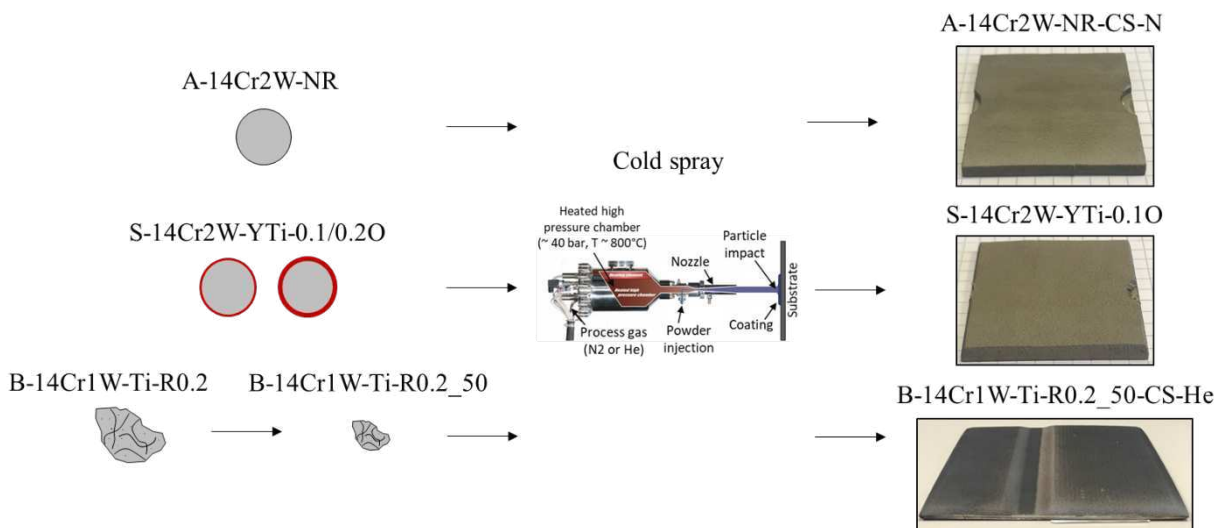 A-14Cr2W-NR-CS-N
A-14Cr2W-NR
Cold spray
S-14Cr2W-YTi-0.1/0.2O
Heated high
pressure chamber
(~ 40 bar, T ~ 800°C)
Nozzle
Particle
impact
Substrate
Process gas
(N2 or He)
Powder
injection
Coating
S-14Cr2W-YTi-0.1O
B-14Cr1W-Ti-R0.2
B-14Cr1W-Ti-R0.2_50
B-14Cr1W-Ti-R0.2_50-CS-He